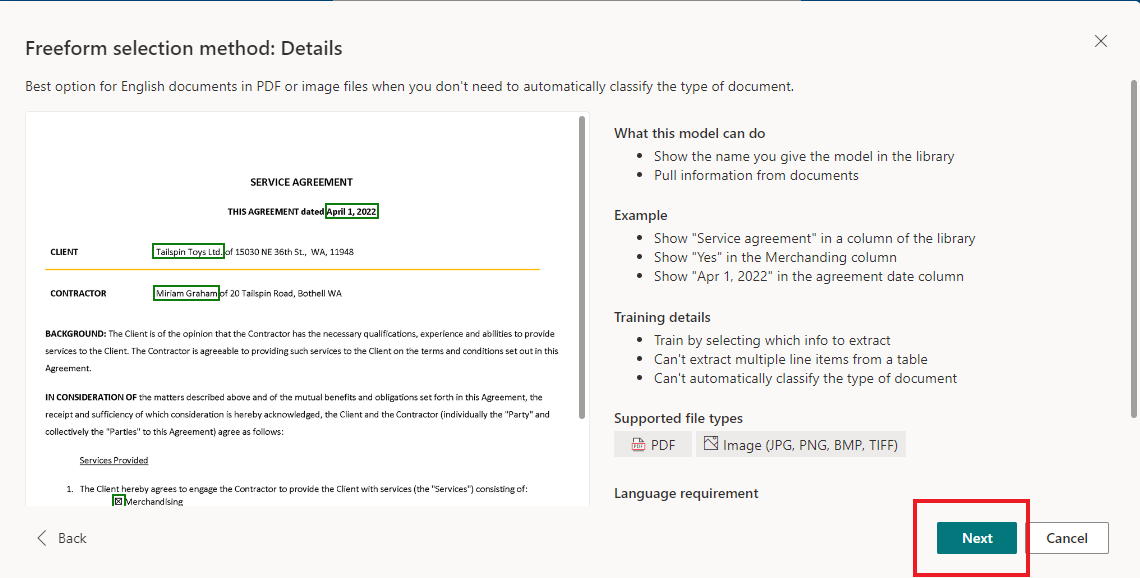 Freeform selection method: Details
Best option for English documents in PDF or image files when you don't need to automatically classify the type of document.
SERVICE AGREEMENT
THIS AGREEMENT dated April 1, 2022
CLIENT Tailspin Toys Ltd. of 15030 NE 36th St., WA, 11948
CONTRACTOR Miriam Graham of 20 Tailspin Road, Bothell WA
BACKGROUND: The Client is of the opinion that the Contractor has the necessary qualifications, experience and abilities to provide
services to the Client. The Contractor is agreeable to providing such services to the Client on the terms and conditions set out in this
Agreement.
IN CONSIDERATION OF the matters described above and of the mutual benefits and obligations set forth in this Agreement, the
receipt and sufficiency of which consideration is hereby acknowledged, the Client and the Contractor (individually the "Party" and
collectively the "Parties" to this Agreement) agree as follows:
Services Provided
1. The Client hereby agrees to engage the Contractor to provide the Client with services (the "Services") consisting of:
☒ Merchandising
What this model can do
• Show the name you give the model in the library
• Pull information from documents
Example
• Show "Service agreement" in a column of the library
• Show "Yes" in the Merchanding column
• Show "Apr 1, 2022" in the agreement date column
Training details
• Train by selecting which info to extract
• Can't extract multiple line items from a table
• Can't automatically classify the type of document
Supported file types
PDF
Image (JPG, PNG, BMP, TIFF)
Language requirement
Back
Next
Cancel